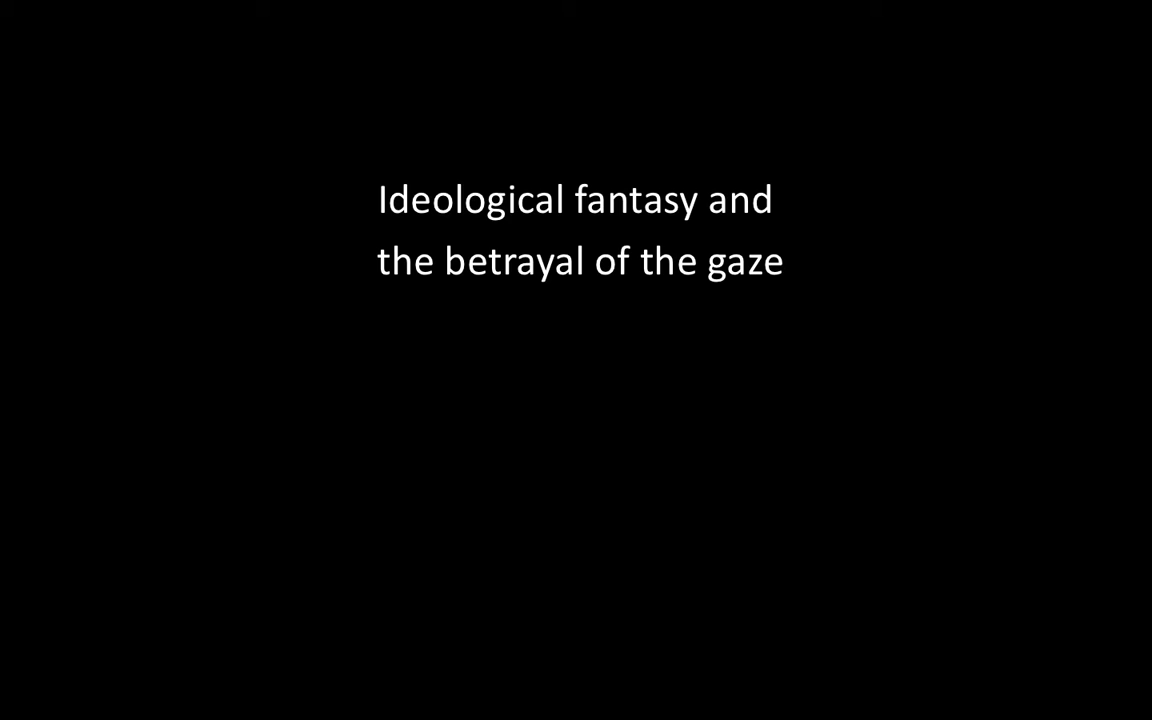 Ideological fantasy and
the betrayal of the gaze